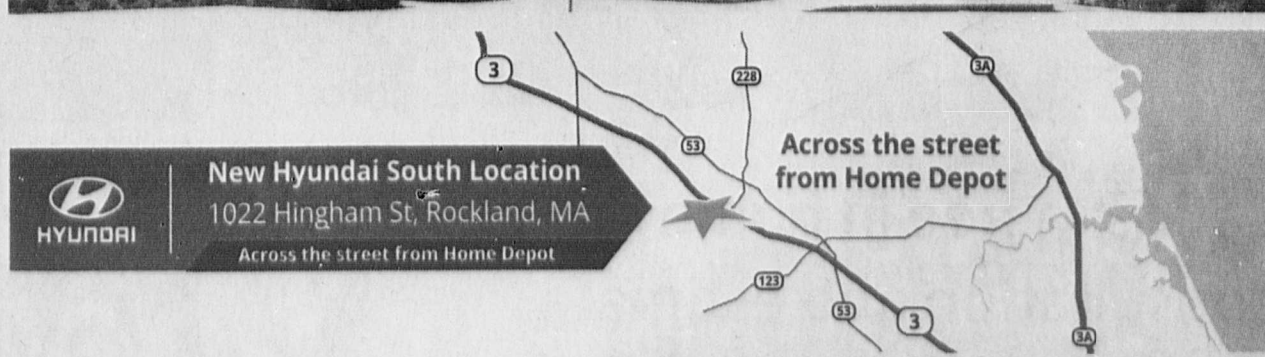 3
3A
228
53
Across the street
from Home Depot
New Hyundai South Location
1022 Hingham St, Rockland, MA
HYUNDAI
Across the street from Home Depot
123
53
3
3A